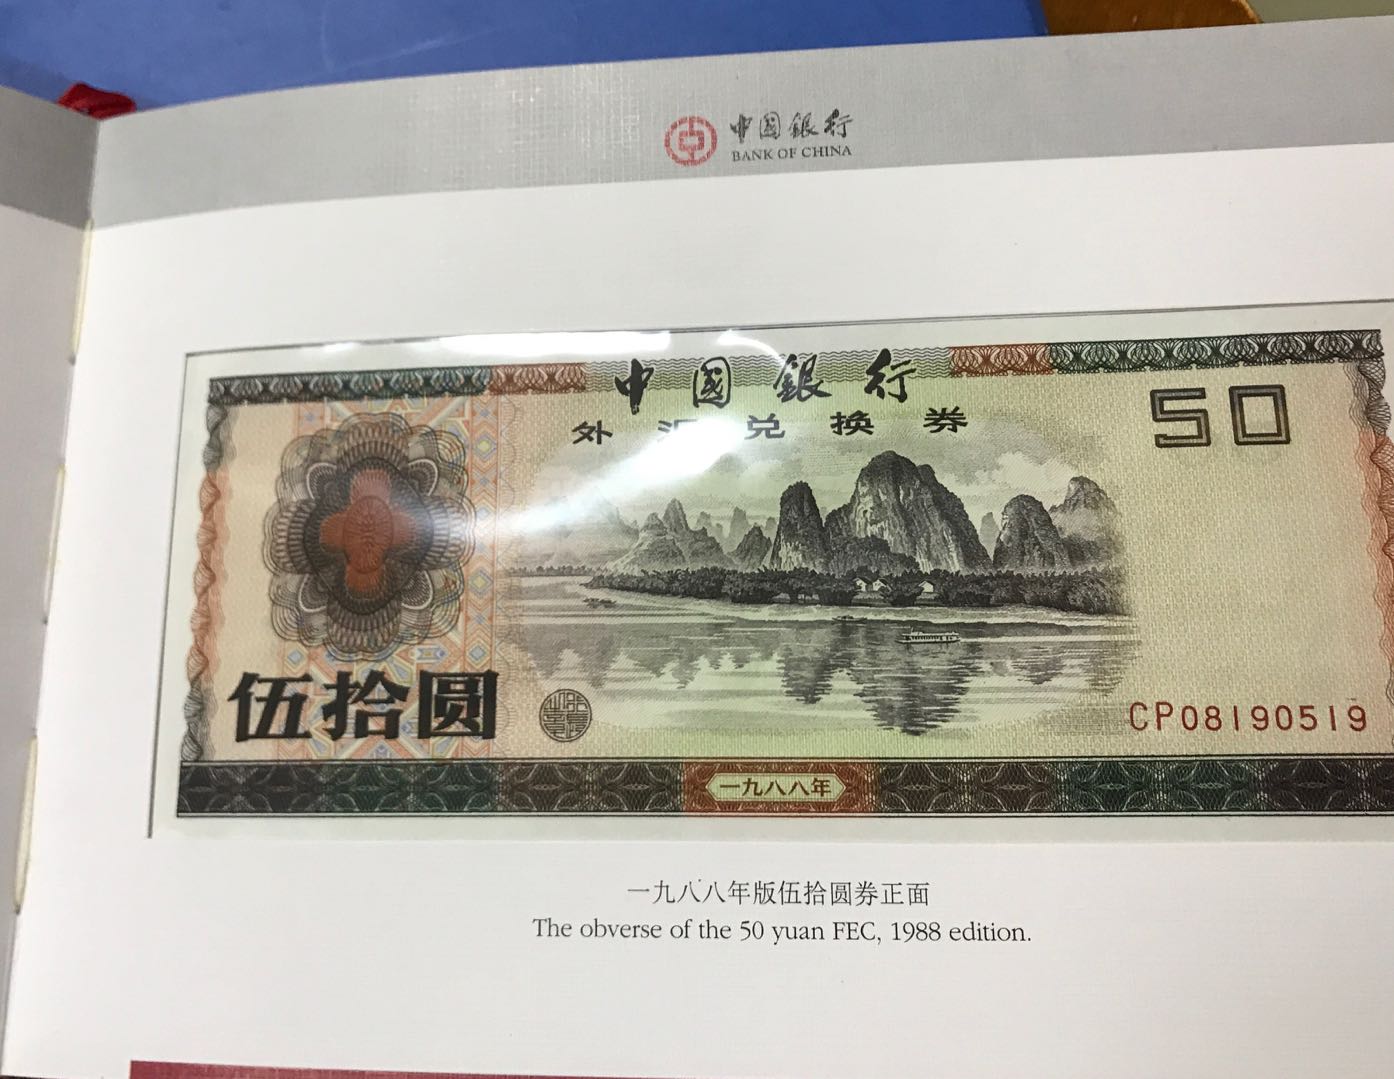 中国银行
BANK OF CHINA
中國銀行
外汇兑换券
50
伍拾圆
CP08190519
一九八八年
一九八八年版伍拾圆券正面
The obverse of the 50 yuan FEC, 1988 edition.